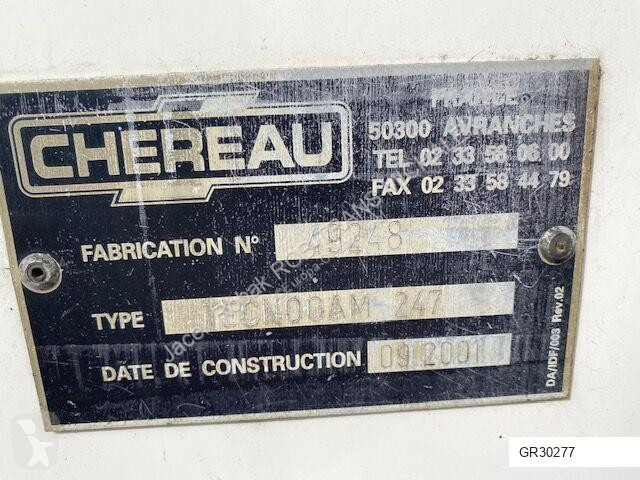 CHEREAU
FRANCE
50300 AVRANCHES
TEL 02 33 58 06 00
FAX 02 33 58 44 79
FABRICATION N° 49248
TYPE TECNOGAM 247
DATE DE CONSTRUCTION 09 2001
DA/IDF/003 Rev.02
GR30277